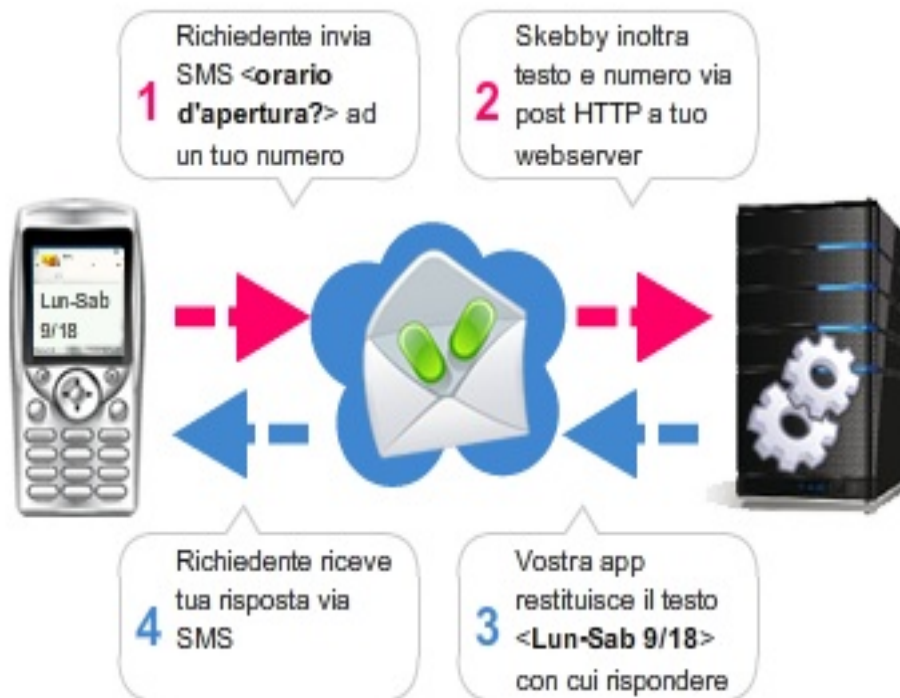 1
Richiedente invia
SMS <orario
d'apertura?> ad
un tuo numero
2
Skebby inoltra
testo e numero via
post HTTP a tuo
webserver
Lun-Sab
9/18
4
Richiedente riceve
tua risposta via
SMS
3
Vostra app
restituisce il testo
<Lun-Sab 9/18>
con cui rispondere